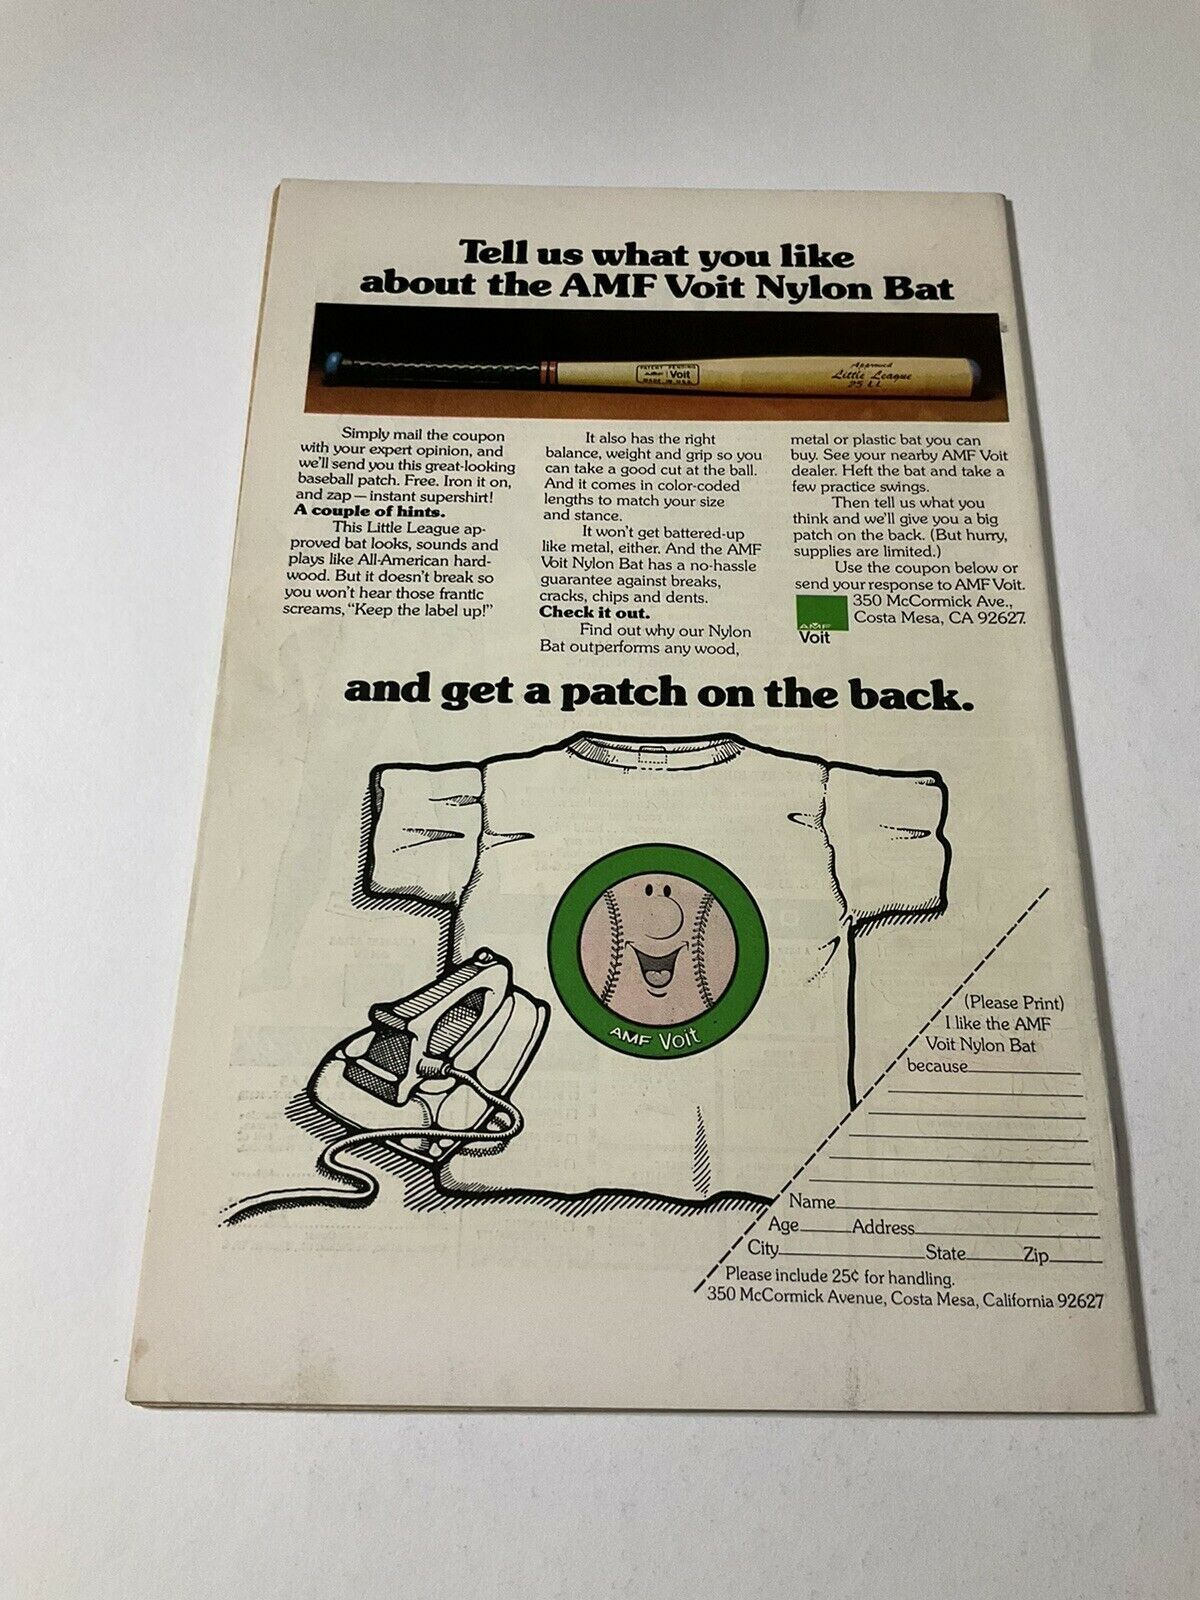 Tell us what you like
about the AMF Voit Nylon Bat
PATENT PENDING
AMF Voit
MADE IN U.S.A.
Approved
Little League
25 LL
Simply mail the coupon
with your expert opinion, and
we'll send you this great-looking
baseball patch. Free. Iron it on,
and zap — instant supershirt!
A couple of hints.
This Little League ap-
proved bat looks, sounds and
plays like All-American hard-
wood. But it doesn't break so
you won't hear those frantic
screams, "Keep the label up!"
It also has the right
balance, weight and grip so you
can take a good cut at the ball.
And it comes in color-coded
lengths to match your size
and stance.
It won't get battered-up
like metal, either. And the AMF
Voit Nylon Bat has a no-hassle
guarantee against breaks,
cracks, chips and dents.
Check it out.
Find out why our Nylon
Bat outperforms any wood,
metal or plastic bat you can
buy. See your nearby AMF Voit
dealer. Heft the bat and take a
few practice swings.
Then tell us what you
think and we'll give you a big
patch on the back. (But hurry,
supplies are limited.)
Use the coupon below or
send your response to AMF Voit.
350 McCormick Ave.,
Costa Mesa, CA 92627.
AMF
Voit
and get a patch on the back.
AMF Voit
(Please Print)
I like the AMF
Voit Nylon Bat
because
Name
Age Address
City State Zip
Please include 25¢ for handling.
350 McCormick Avenue, Costa Mesa, California 92627